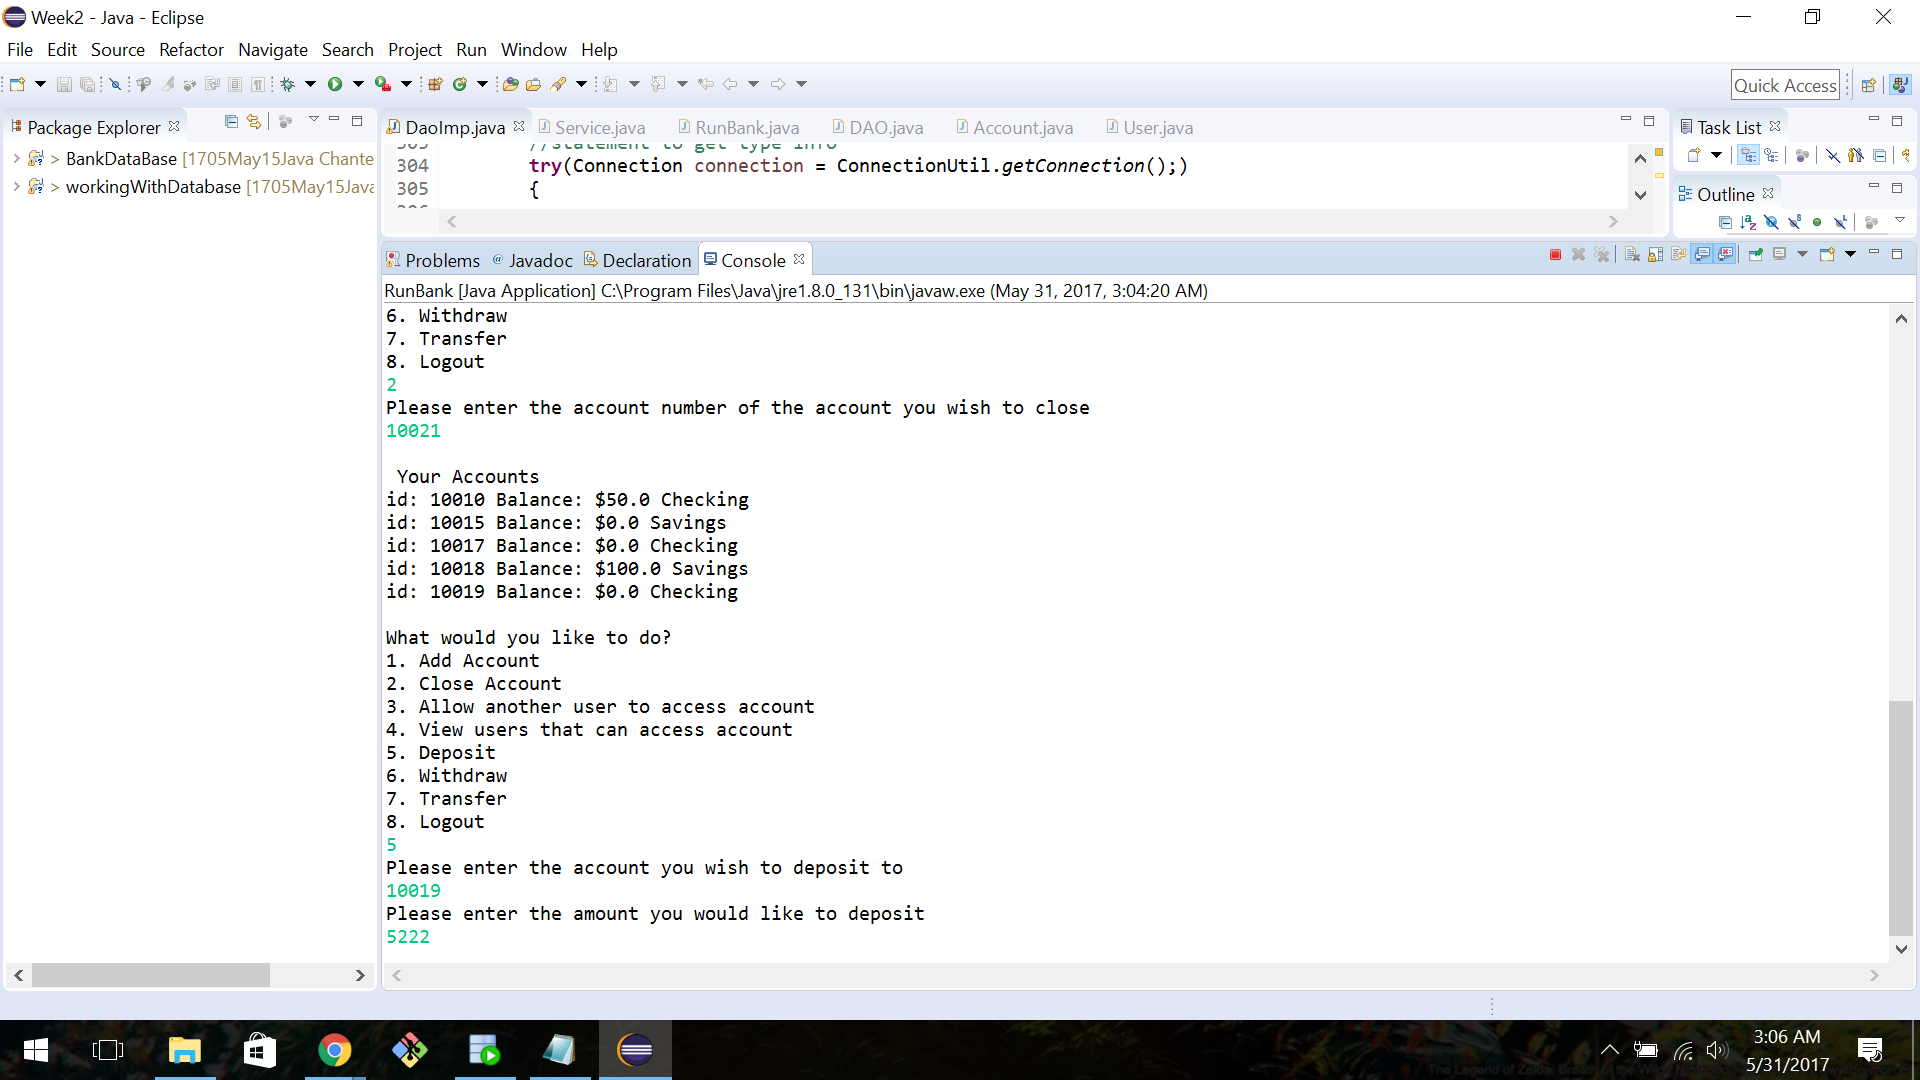 Week2 - Java - Eclipse
File Edit Source Refactor Navigate Search Project Run Window Help
Quick Access
Package Explorer
> BankDataBase [1705May15Java Chante
> workingWithDatabase [1705May15Java
DaoImp.java Service.java RunBank.java DAO.java Account.java User.java
//statement to get type info
304 try(Connection connection = ConnectionUtil.getConnection();)
305 {
Task List
Outline
Problems @ Javadoc Declaration Console
RunBank [Java Application] C:\Program Files\Java\jre1.8.0_131\bin\javaw.exe (May 31, 2017, 3:04:20 AM)
6. Withdraw
7. Transfer
8. Logout
2
Please enter the account number of the account you wish to close
10021
Your Accounts
id: 10010 Balance: $50.0 Checking
id: 10015 Balance: $0.0 Savings
id: 10017 Balance: $0.0 Checking
id: 10018 Balance: $100.0 Savings
id: 10019 Balance: $0.0 Checking
What would you like to do?
1. Add Account
2. Close Account
3. Allow another user to access account
4. View users that can access account
5. Deposit
6. Withdraw
7. Transfer
8. Logout
5
Please enter the account you wish to deposit to
10019
Please enter the amount you would like to deposit
5222
3:06 AM
5/31/2017